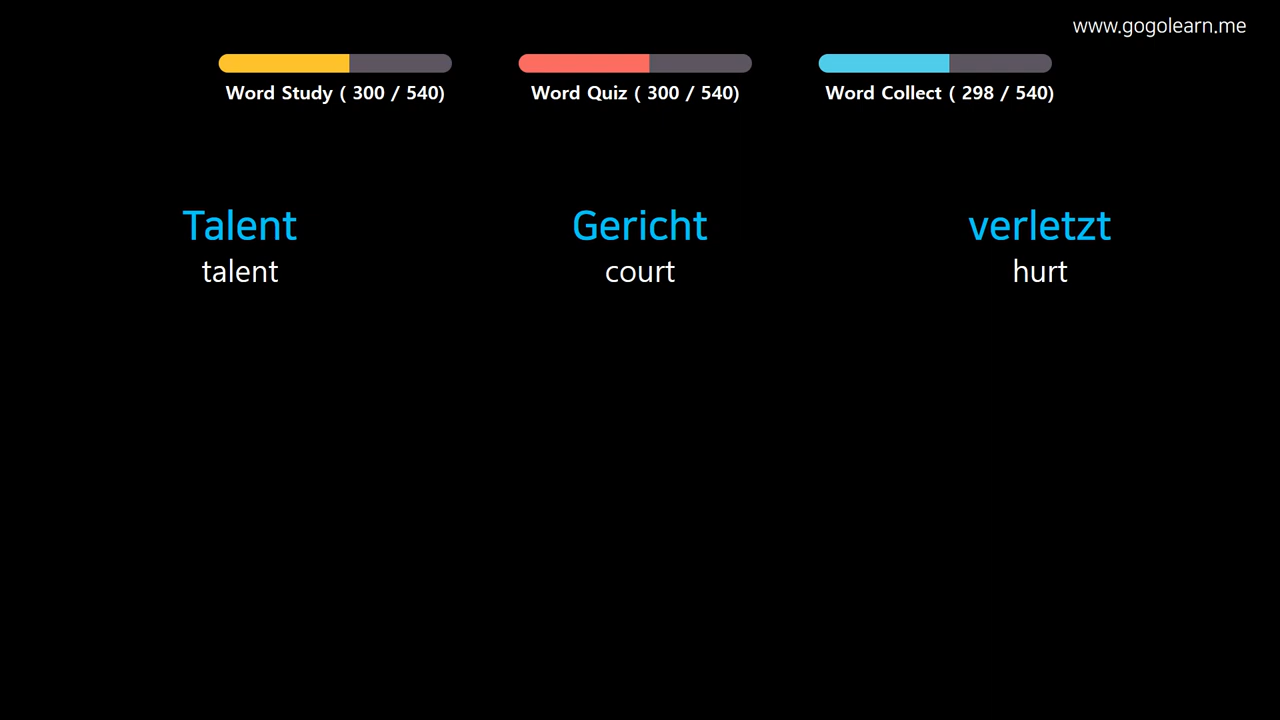 www.gogolearn.me
Word Study ( 300 / 540)
Word Quiz ( 300 / 540)
Word Collect ( 298 / 540)
Talent
talent
Gericht
court
verletzt
hurt